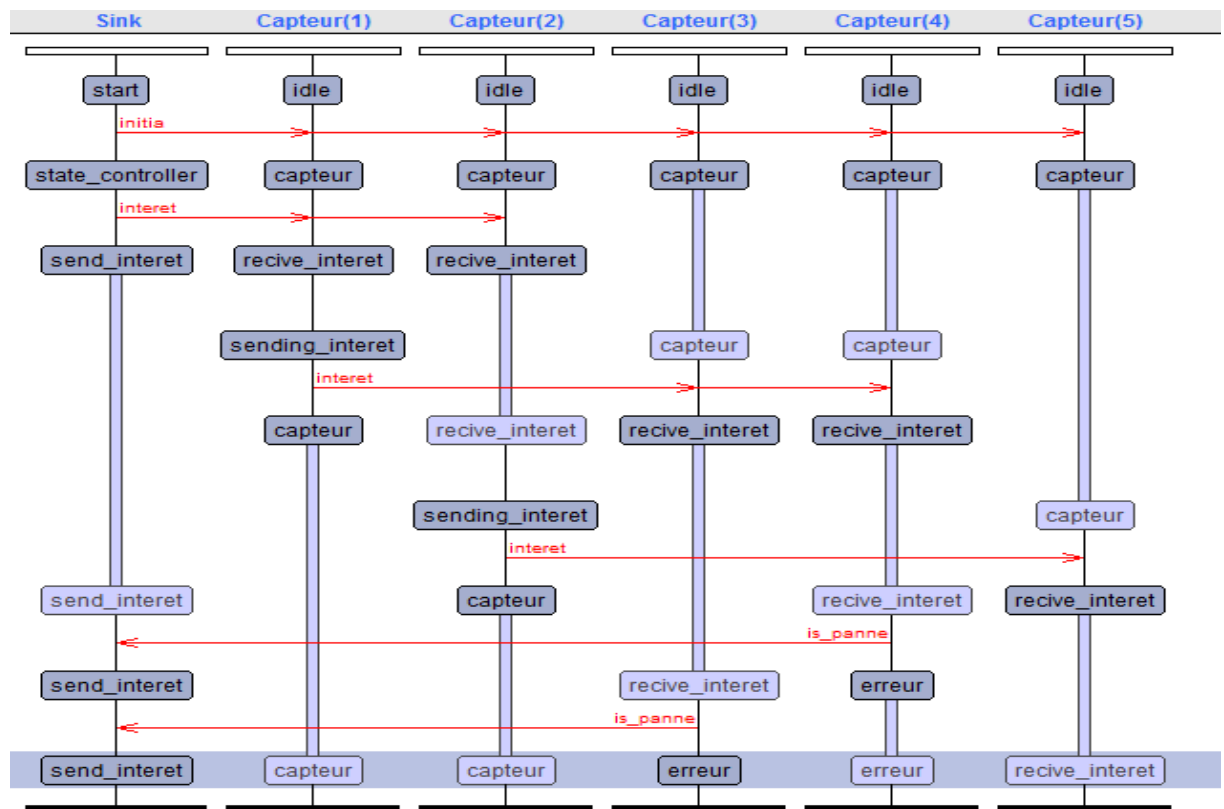 Sink Capteur(1) Capteur(2) Capteur(3) Capteur(4) Capteur(5)
start idle idle idle idle idle
initia
state_controller capteur capteur capteur capteur capteur
interet
send_interet recive_interet recive_interet
sending_interet capteur capteur
interet
capteur recive_interet recive_interet recive_interet
sending_interet capteur
interet
send_interet capteur recive_interet recive_interet
is_panne
send_interet recive_interet erreur
is_panne
send_interet capteur capteur erreur erreur recive_interet